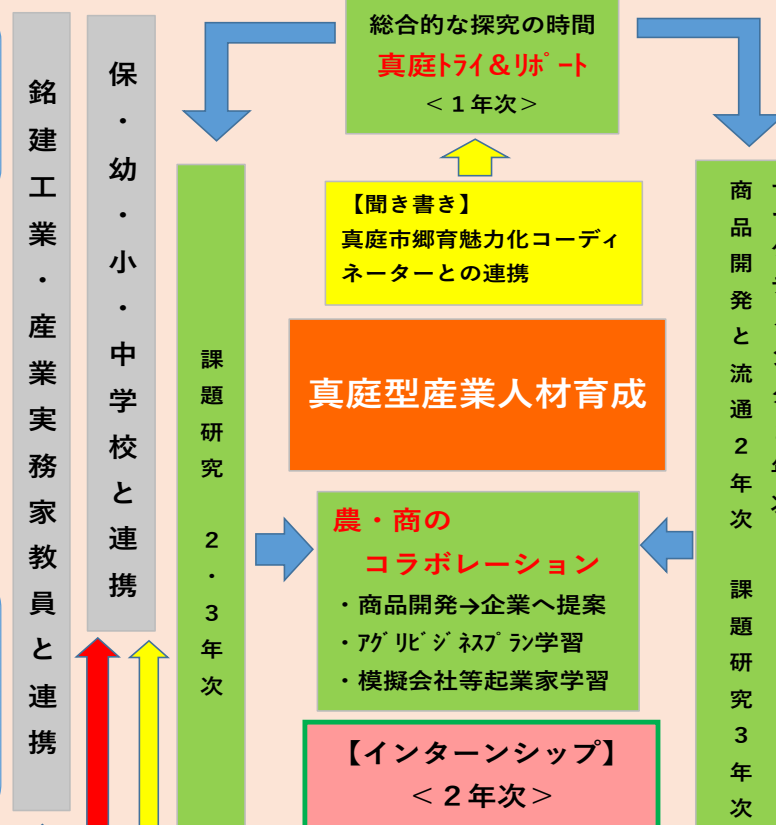 銘建工業・産業実務家教員と連携
保・幼・小・中学校と連携
総合的な探究の時間
真庭ﾄﾗｲ＆ﾘﾎﾟｰﾄ
＜１年次＞
【聞き書き】
真庭市郷育魅力化コーディ
ネーターとの連携
真庭型産業人材育成
課題研究　２・３年次
農・商の
コラボレーション
・商品開発→企業へ提案
・ｱｸﾞﾘﾋﾞｼﾞﾈｽﾌﾟﾗﾝ学習
・模擬会社等起業家学習
【インターンシップ】
＜２年次＞
商品開発と流通２年次　課題研究３年次